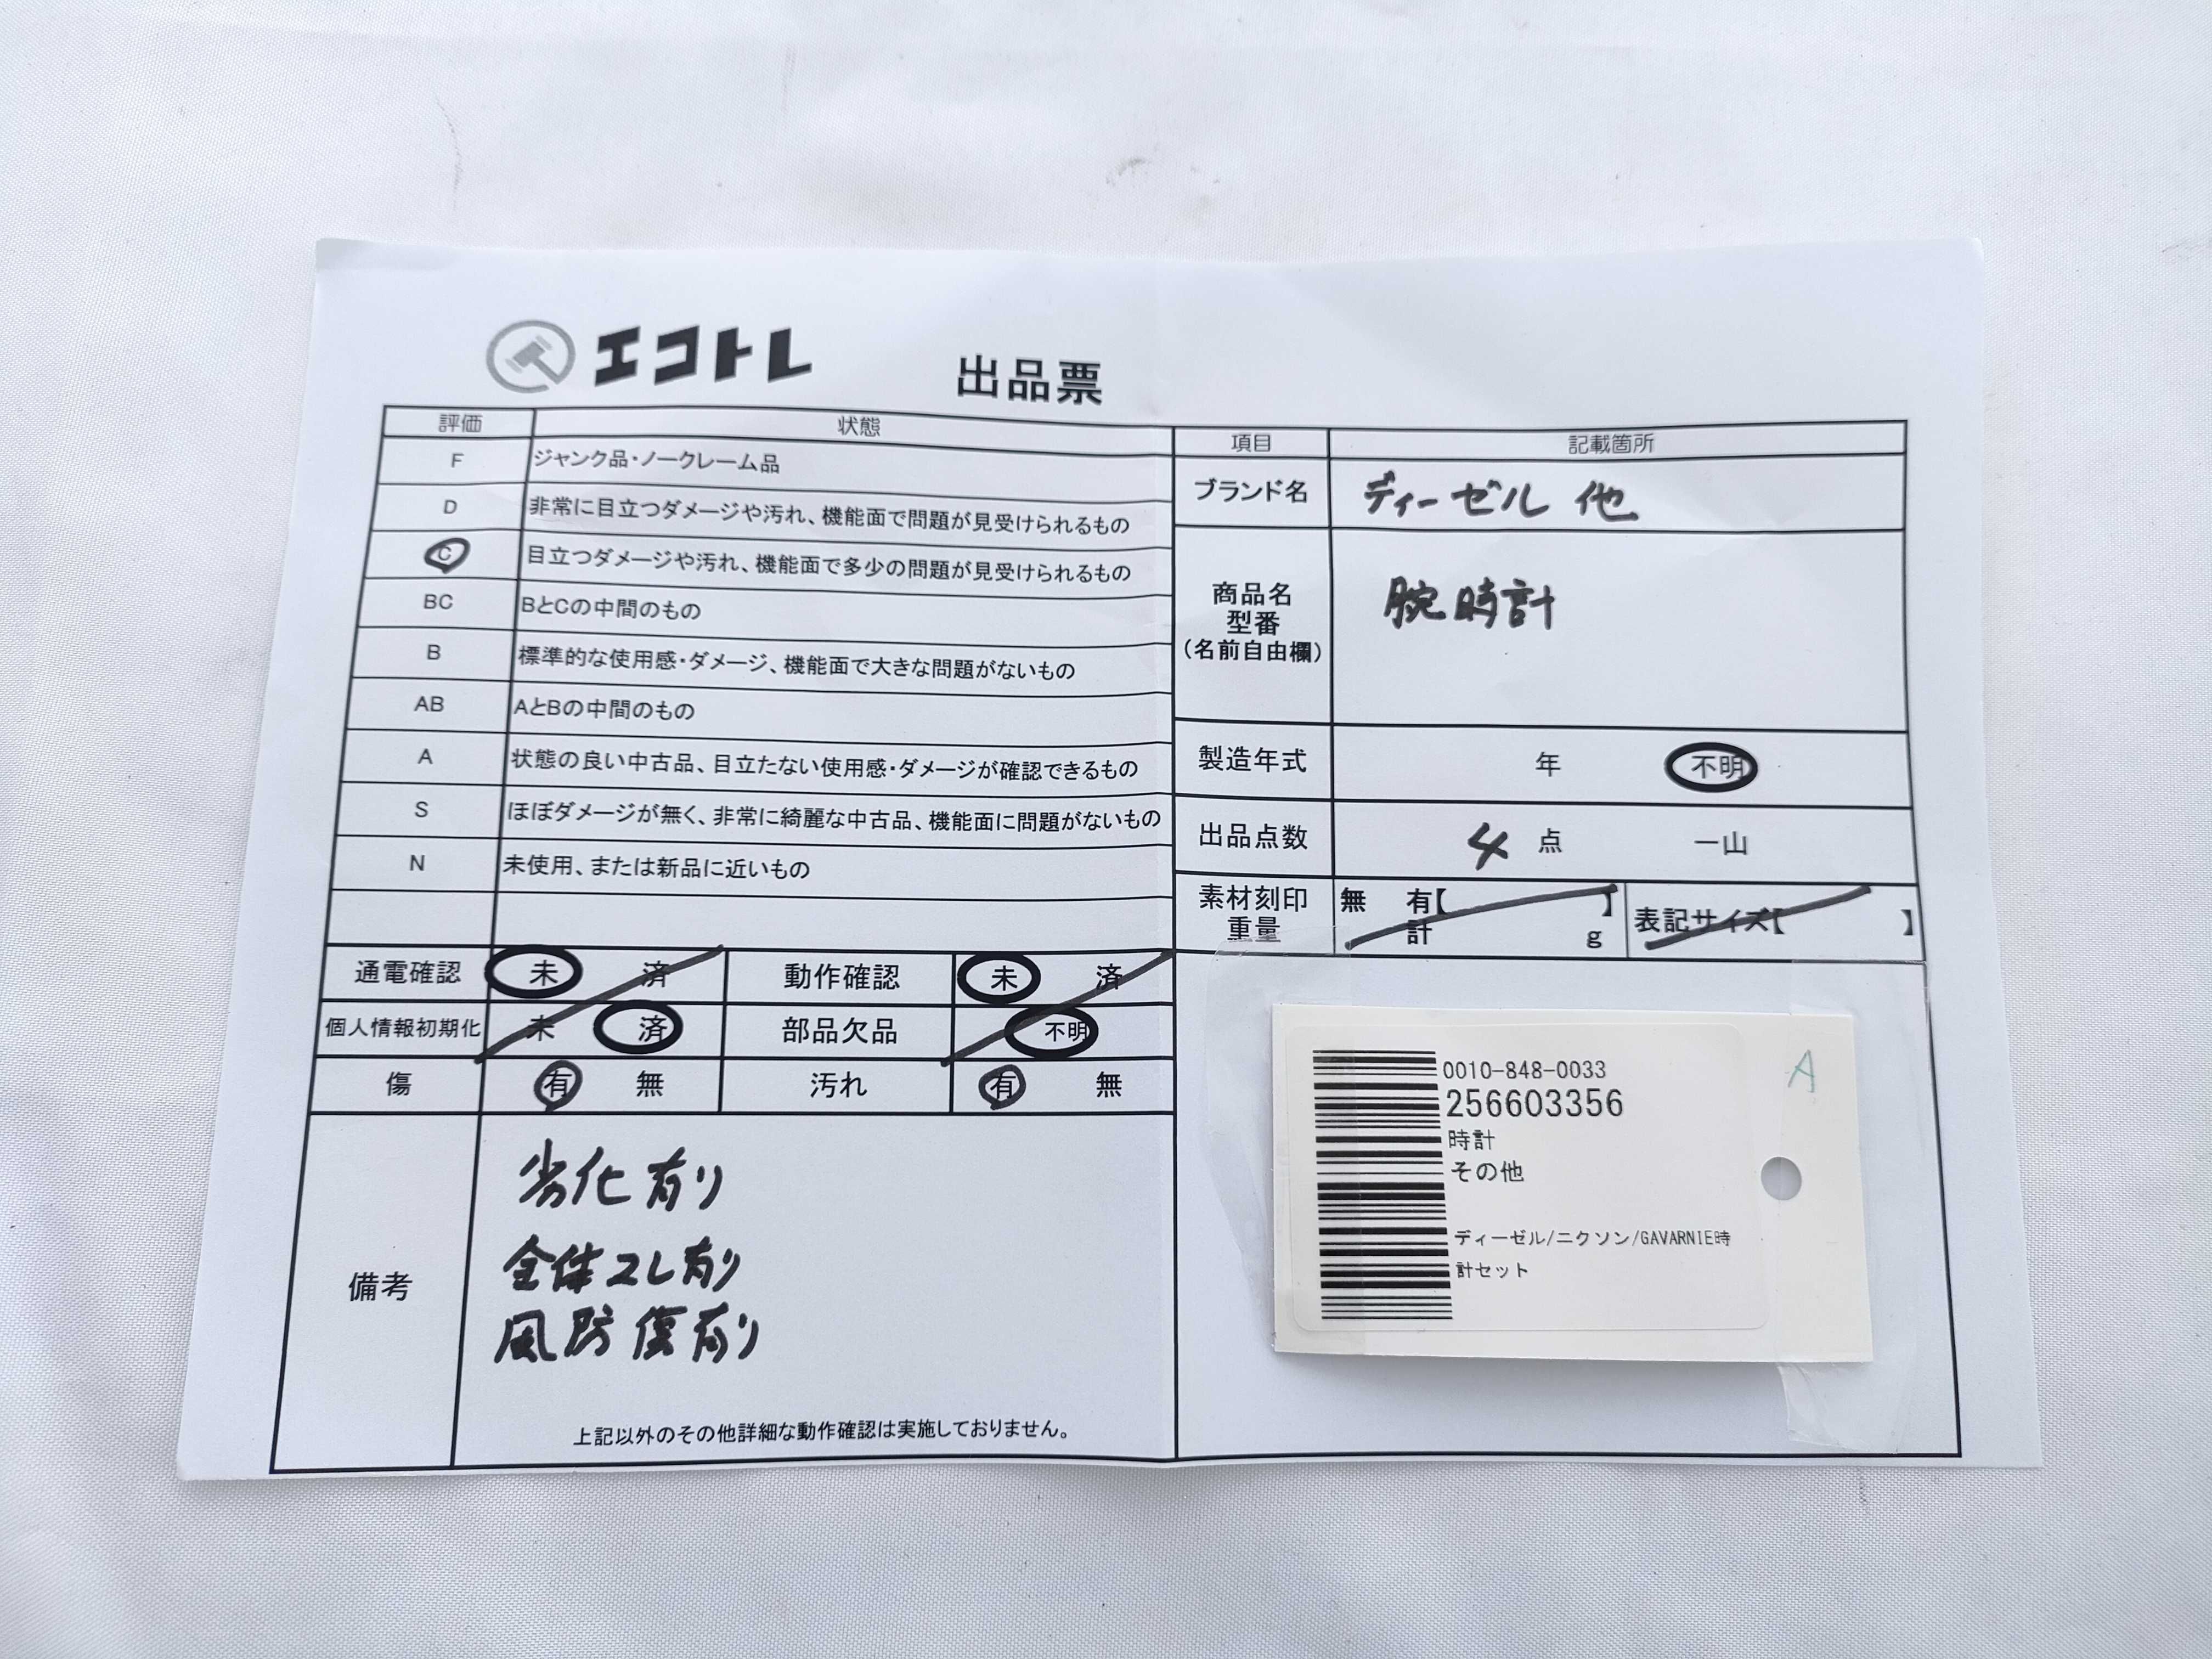 エコトレ 出品票
評価 状態
F ジャンク品・ノークレーム品
D 非常に目立つダメージや汚れ、機能面で問題が見受けられるもの
C 目立つダメージや汚れ、機能面で多少の問題が見受けられるもの
BC BとCの中間のもの
B 標準的な使用感・ダメージ、機能面で大きな問題がないもの
AB AとBの中間のもの
A 状態の良い中古品、目立たない使用感・ダメージが確認できるもの
S ほぼダメージが無く、非常に綺麗な中古品、機能面に問題がないもの
N 未使用、または新品に近いもの
通電確認 未 済 動作確認 未 済
個人情報初期化 未 済 部品欠品 不明
傷 有 無 汚れ 有 無
備考
劣化有り
全体スレ有り
風防傷有り
上記以外のその他詳細な動作確認は実施しておりません。
項目 記載箇所
ブランド名 ディーゼル 他
商品名
型番
(名前自由欄)
腕時計
製造年式 年 不明
出品点数 4 点 一山
素材刻印
重量
無 有【 】
計 g
表記サイズ【 】
0010-848-0033
256603356
時計
その他
ディーゼル/ニクソン/GAVARNIE時
計セット
A